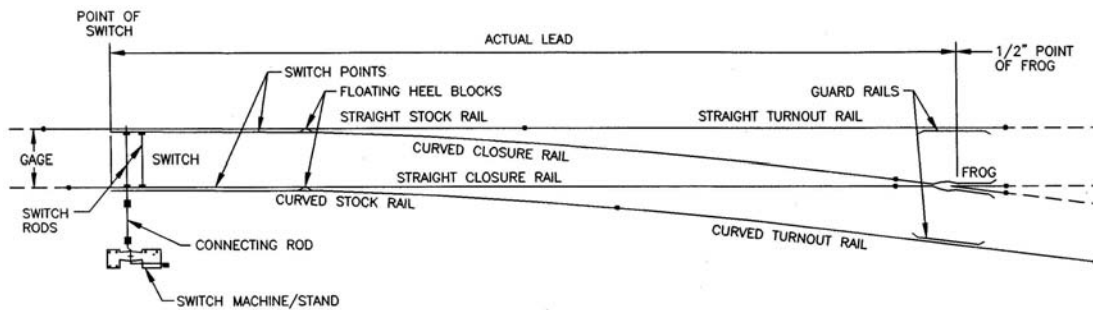 POINT OF
SWITCH
ACTUAL LEAD
1/2" POINT
OF FROG
SWITCH POINTS
FLOATING HEEL BLOCKS
GUARD RAILS
STRAIGHT STOCK RAIL
STRAIGHT TURNOUT RAIL
GAGE
SWITCH
CURVED CLOSURE RAIL
STRAIGHT CLOSURE RAIL
FROG
SWITCH
RODS
CURVED STOCK RAIL
CURVED TURNOUT RAIL
CONNECTING ROD
SWITCH MACHINE/STAND